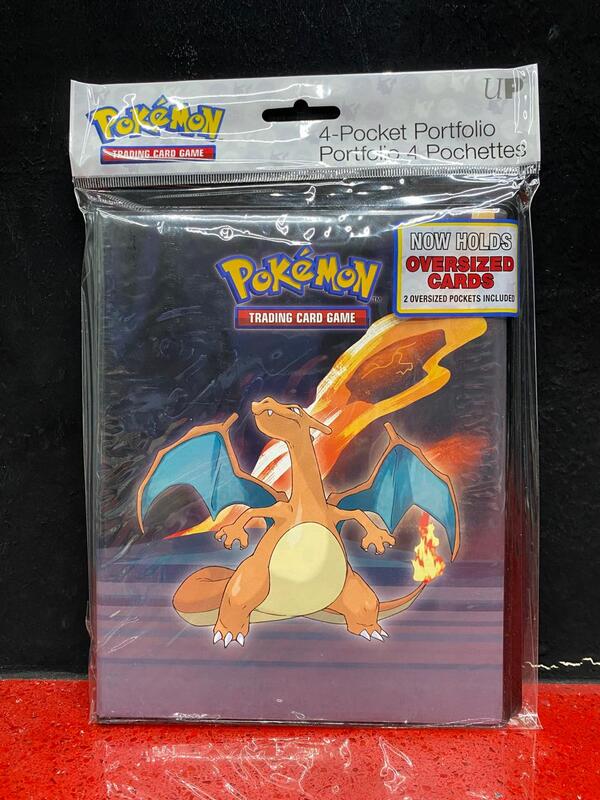 POKéMON
TRADING CARD GAME
UP
4-Pocket Portfolio
Portfolio 4 Pochettes
NOW HOLDS
OVERSIZED
CARDS
2 OVERSIZED POCKETS INCLUDED
POKéMON
TM
TRADING CARD GAME